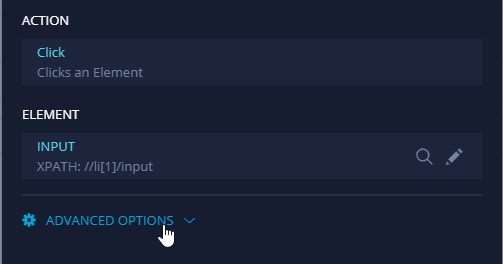 ACTION
Click
Clicks an Element
ELEMENT
INPUT
XPATH: //li[1]/input
ADVANCED OPTIONS